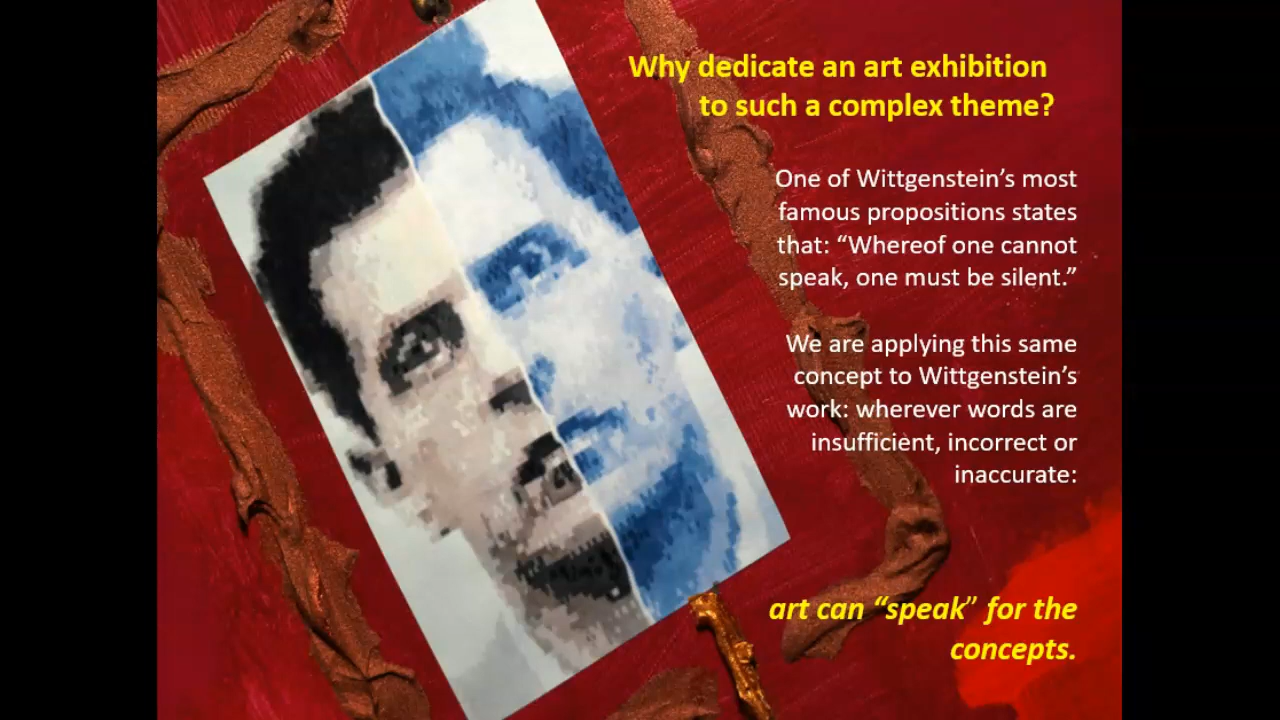 Why dedicate an art exhibition
to such a complex theme?
One of Wittgenstein’s most
famous propositions states
that: “Whereof one cannot
speak, one must be silent.”
We are applying this same
concept to Wittgenstein’s
work: wherever words are
insufficient, incorrect or
inaccurate:
art can “speak” for the
concepts.